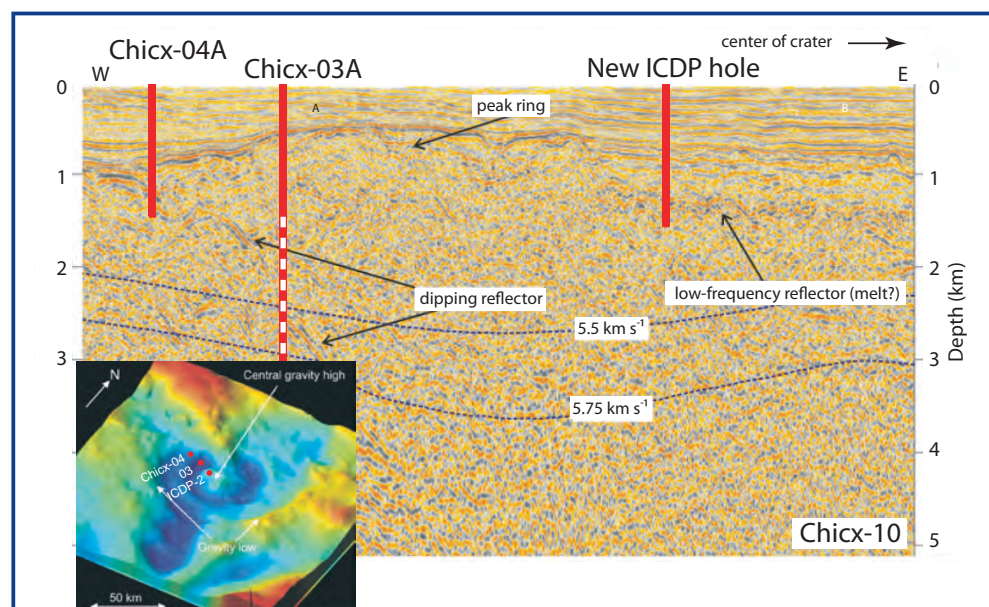 center of crater
Chicx-04A
Chicx-03A
New ICDP hole
W
E
0
0
A
B
peak ring
1
1
2
2
dipping reflector
low-frequency reflector (melt?)
5.5 km s⁻¹
Depth (km)
3
3
N
Central gravity high
5.75 km s⁻¹
4
Chicx-04
03
ICDP-2
Gravity low
Chicx-10
5
50 km